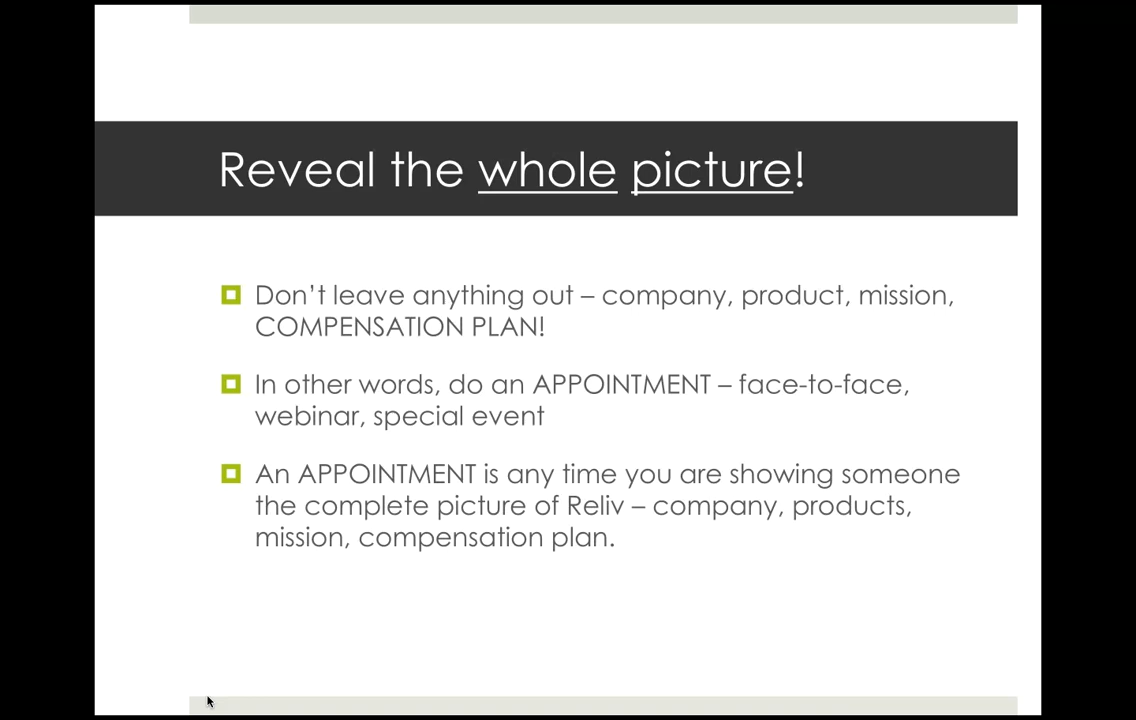 Reveal the whole picture!
Don’t leave anything out – company, product, mission,
COMPENSATION PLAN!
In other words, do an APPOINTMENT – face-to-face,
webinar, special event
An APPOINTMENT is any time you are showing someone
the complete picture of Reliv – company, products,
mission, compensation plan.